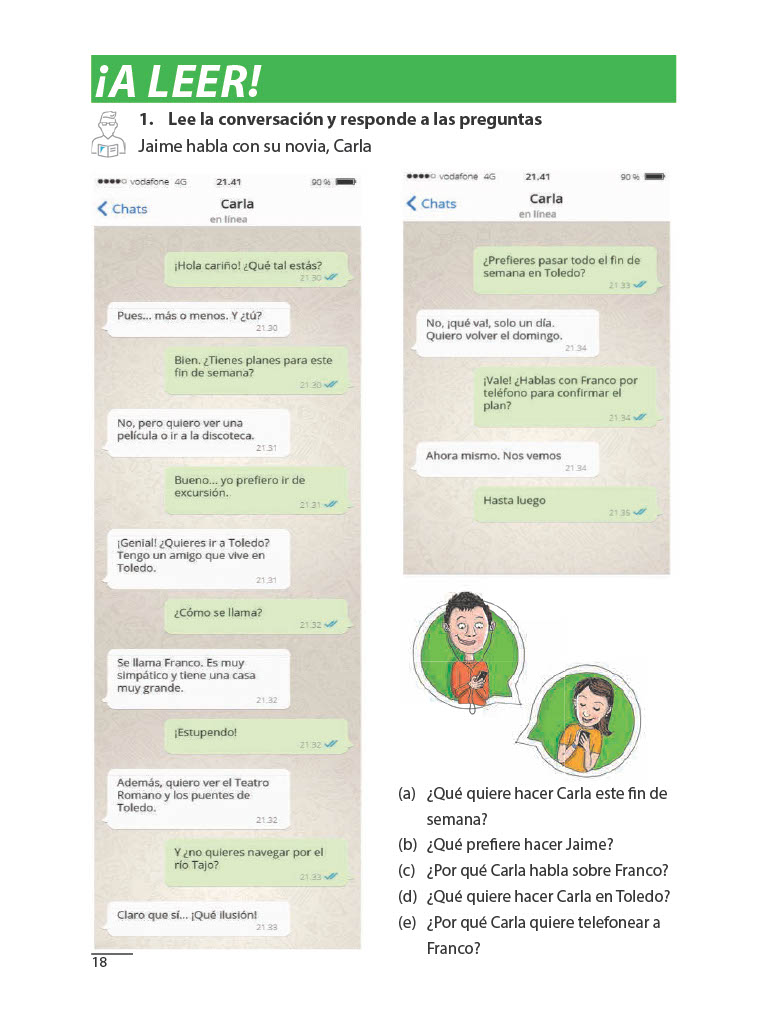 ¡A LEER!
1. Lee la conversación y responde a las preguntas
Jaime habla con su novia, Carla
vodafone 4G 21.41 90 %
Chats
Carla
en línea
¡Hola cariño! ¿Qué tal estás?
21.30
Pues... más o menos. Y ¿tú?
21.30
Bien. ¿Tienes planes para este
fin de semana?
21.30
No, pero quiero ver una
película o ir a la discoteca.
21.31
Bueno... yo prefiero ir de
excursión.
21.31
¡Genial! ¿Quieres ir a Toledo?
Tengo un amigo que vive en
Toledo.
21.31
¿Cómo se llama?
21.32
Se llama Franco. Es muy
simpático y tiene una casa
muy grande.
21.32
¡Estupendo!
21.32
Además, quiero ver el Teatro
Romano y los puentes de
Toledo.
21.32
Y ¿no quieres navegar por el
río Tajo?
21.33
Claro que sí... ¡Qué ilusión!
21.33
vodafone 4G 21.41 90 %
Chats
Carla
en línea
¿Prefieres pasar todo el fin de
semana en Toledo?
21.33
No, ¡qué va!, solo un día.
Quiero volver el domingo.
21.34
¡Vale! ¿Hablas con Franco por
teléfono para confirmar el
plan?
21.34
Ahora mismo. Nos vemos
21.34
Hasta luego
21.35
(a) ¿Qué quiere hacer Carla este fin de
semana?
(b) ¿Qué prefiere hacer Jaime?
(c) ¿Por qué Carla habla sobre Franco?
(d) ¿Qué quiere hacer Carla en Toledo?
(e) ¿Por qué Carla quiere telefonear a
Franco?
18